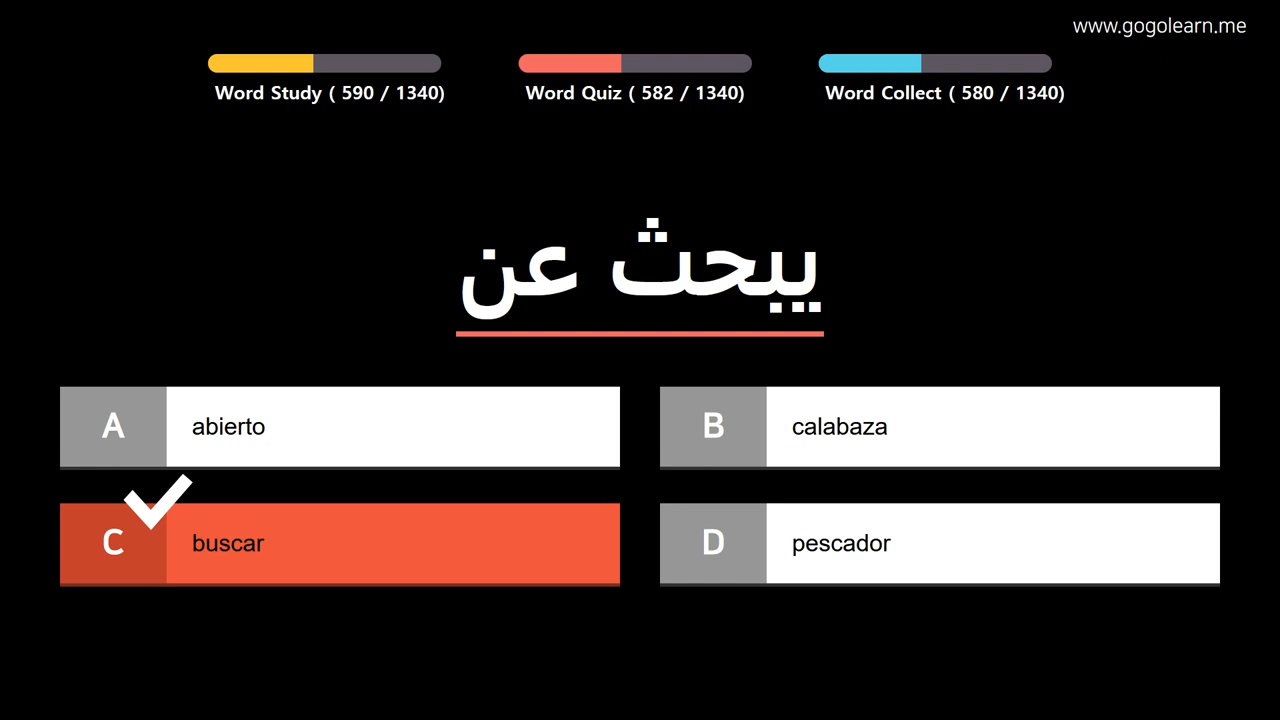 www.gogolearn.me
Word Study ( 590 / 1340)
Word Quiz ( 582 / 1340)
Word Collect ( 580 / 1340)
يبحث عن
A abierto
B calabaza
C buscar
D pescador